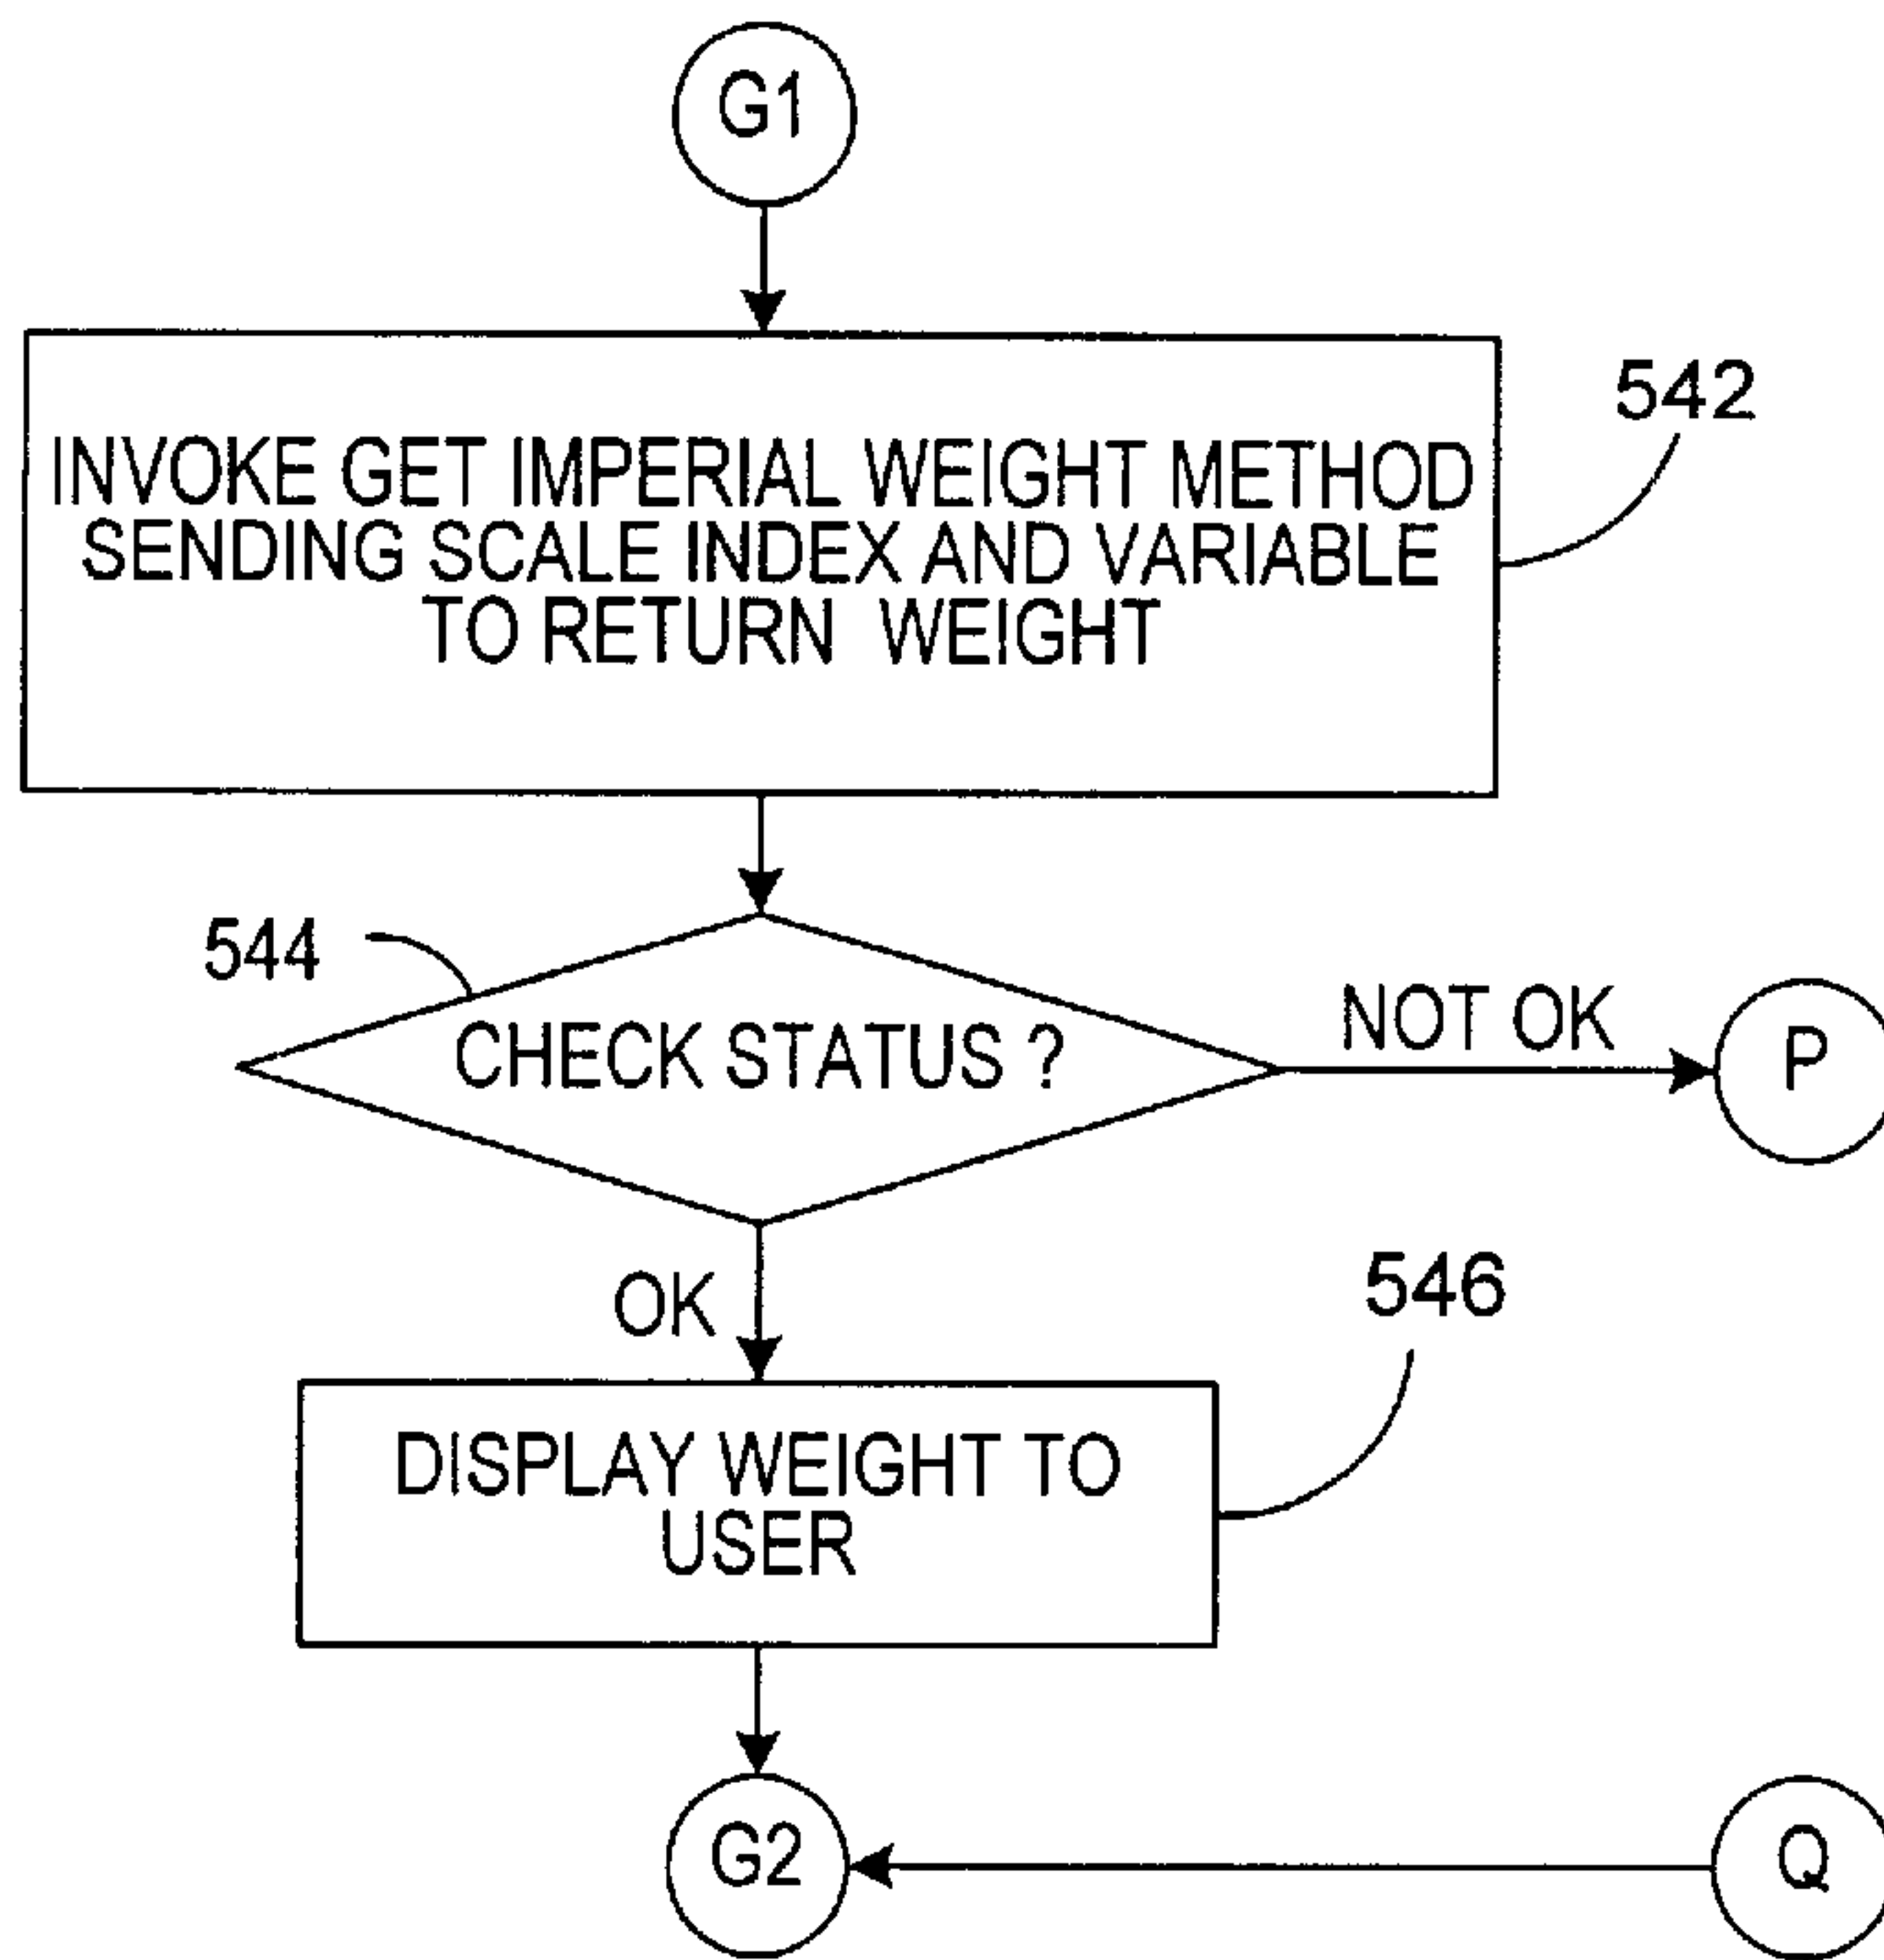 G1
542
INVOKE GET IMPERIAL WEIGHT METHOD
SENDING SCALE INDEX AND VARIABLE
TO RETURN WEIGHT
544
CHECK STATUS ?
NOT OK
P
OK
546
DISPLAY WEIGHT TO
USER
G2
Q